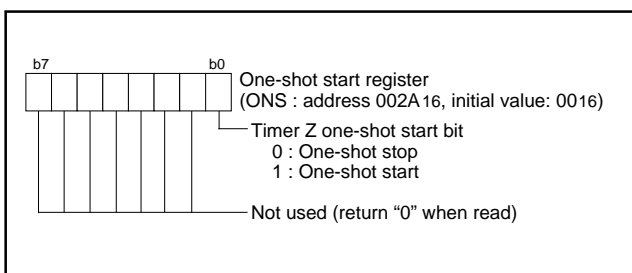 b7 b0
One-shot start register
(ONS : address 002A16, initial value: 0016)
Timer Z one-shot start bit
0 : One-shot stop
1 : One-shot start
Not used (return “0” when read)